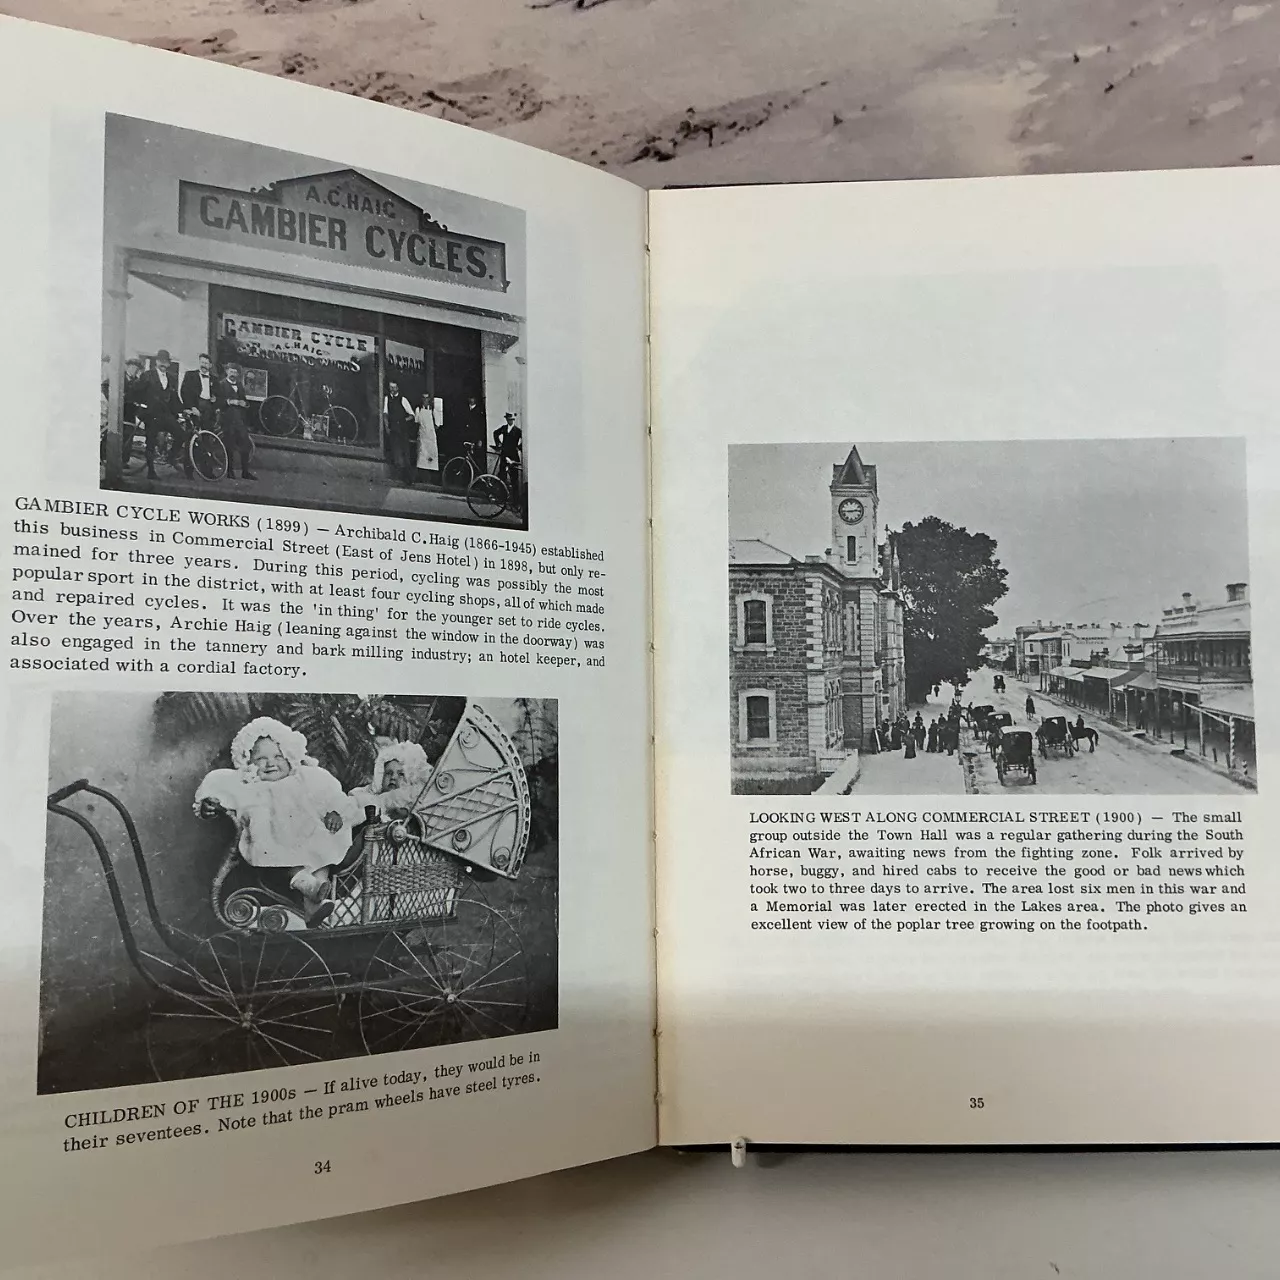 A.C.HAIG
GAMBIER CYCLES.
GAMBIER CYCLE
A.C.HAIG
GAMBIER CYCLE WORKS (1899) — Archibald C.Haig (1866-1945) established
this business in Commercial Street (East of Jens Hotel) in 1898, but only re-
mained for three years. During this period, cycling was possibly the most
popular sport in the district, with at least four cycling shops, all of which made
and repaired cycles. It was the 'in thing' for the younger set to ride cycles.
Over the years, Archie Haig (leaning against the window in the doorway) was
also engaged in the tannery and bark milling industry; an hotel keeper, and
associated with a cordial factory.
CHILDREN OF THE 1900s — If alive today, they would be in
their seventees. Note that the pram wheels have steel tyres.
34
LOOKING WEST ALONG COMMERCIAL STREET (1900) — The small
group outside the Town Hall was a regular gathering during the South
African War, awaiting news from the fighting zone. Folk arrived by
horse, buggy, and hired cabs to receive the good or bad news which
took two to three days to arrive. The area lost six men in this war and
a Memorial was later erected in the Lakes area. The photo gives an
excellent view of the poplar tree growing on the footpath.
35